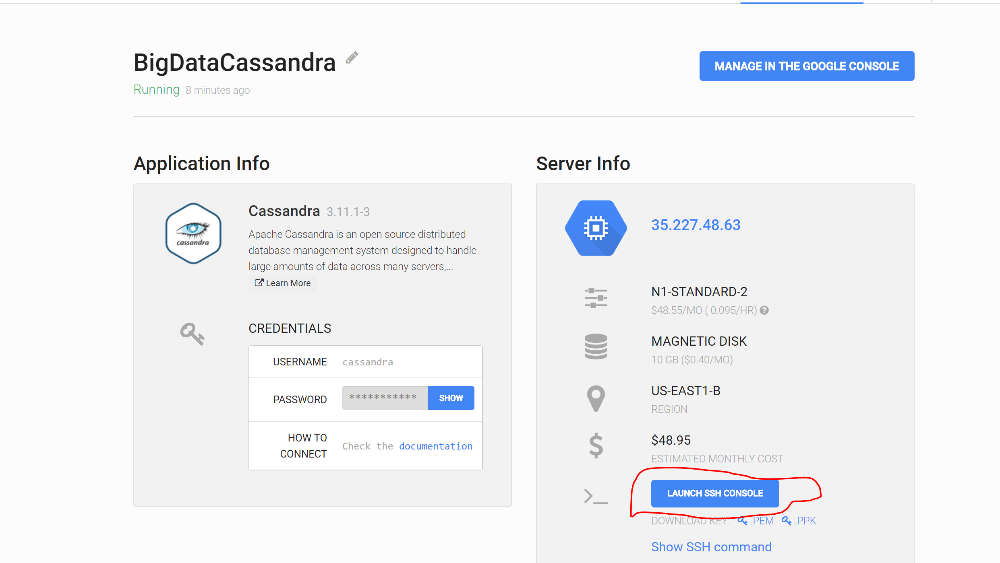 BigDataCassandra
MANAGE IN THE GOOGLE CONSOLE
Running 8 minutes ago
Application Info
cassandra
Cassandra 3.11.1-3
Apache Cassandra is an open source distributed
database management system designed to handle
large amounts of data across many servers,...
Learn More
CREDENTIALS
USERNAME cassandra
PASSWORD *********** SHOW
HOW TO
CONNECT
Check the documentation
Server Info
35.227.48.63
N1-STANDARD-2
$48.55/MO ( 0.095/HR) ?
MAGNETIC DISK
10 GB ($0.40/MO)
US-EAST1-B
REGION
$48.95
ESTIMATED MONTHLY COST
LAUNCH SSH CONSOLE
DOWNLOAD KEY: .PEM .PPK
Show SSH command